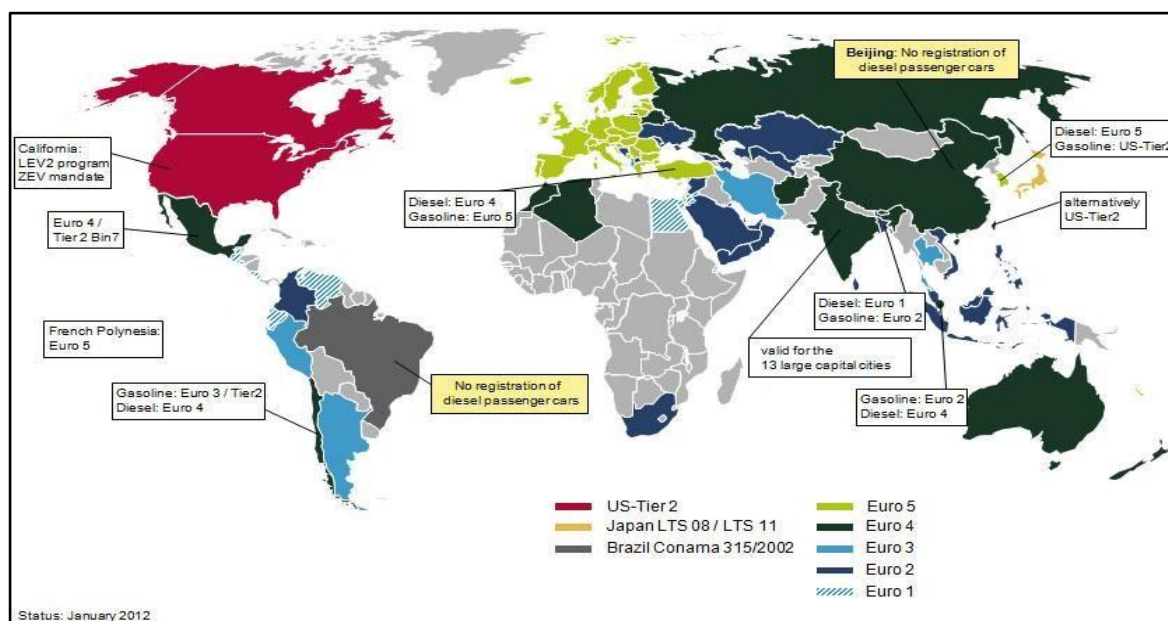 Beijing: No registration of
diesel passenger cars
California:
LEV2 program
ZEV mandate
Diesel: Euro 5
Gasoline: US-Tier2
Diesel: Euro 4
Gasoline: Euro 5
alternatively
US-Tier2
Euro 4 /
Tier 2 Bin7
Diesel: Euro 1
Gasoline: Euro 2
French Polynesia:
Euro 5
valid for the
13 large capital cities
No registration of
diesel passenger cars
Gasoline: Euro 3 / Tier2
Diesel: Euro 4
Gasoline: Euro 2
Diesel: Euro 4
US-Tier 2
Japan LTS 08 / LTS 11
Brazil Conama 315/2002
Euro 5
Euro 4
Euro 3
Euro 2
Euro 1
Status: January 2012